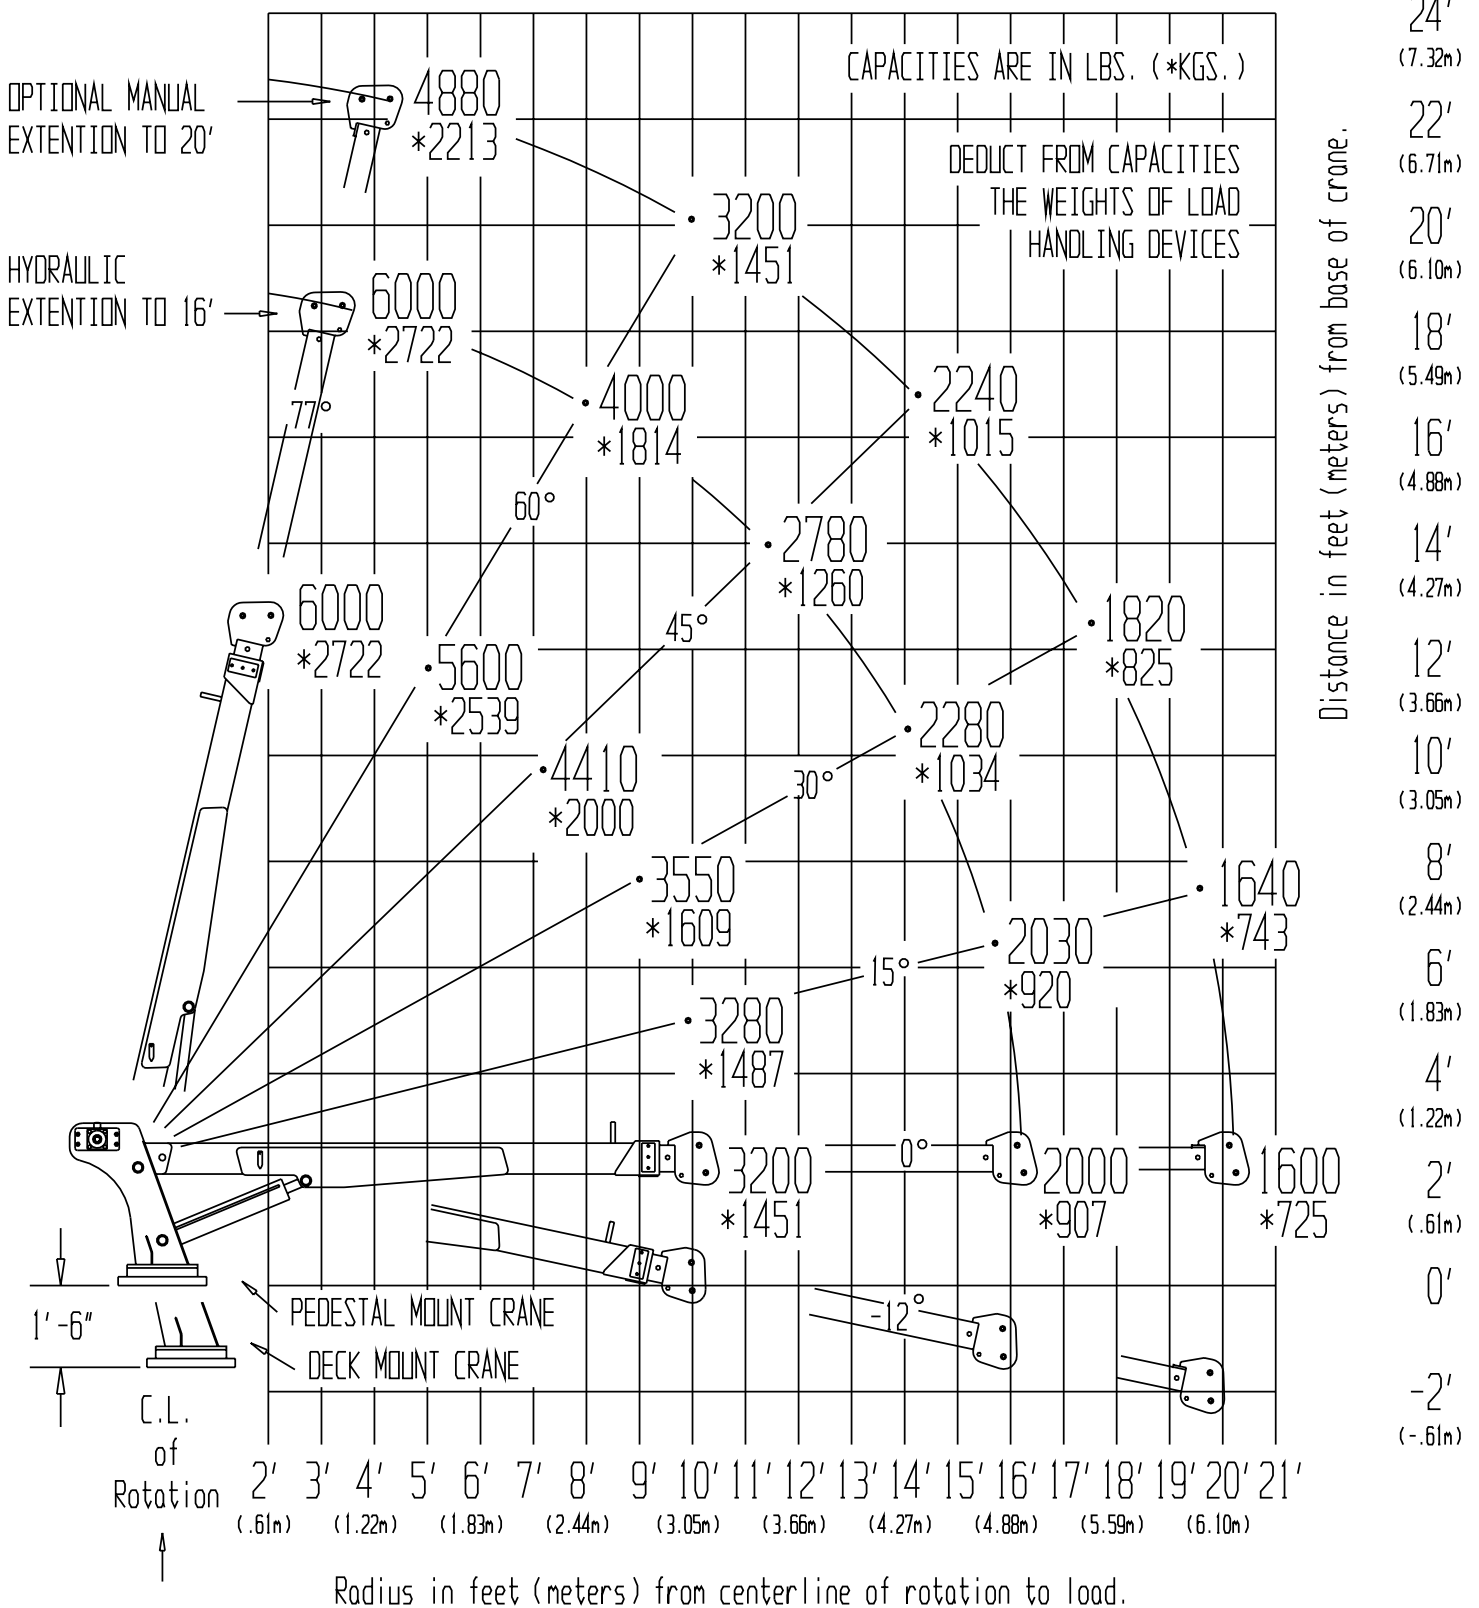 24'
(7.32m)
CAPACITIES ARE IN LBS. (*KGS.)
OPTIONAL MANUAL
EXTENTION TO 20'
4880
*2213
22'
(6.71m)
DEDUCT FROM CAPACITIES
THE WEIGHTS OF LOAD
HANDLING DEVICES
3200
*1451
20'
(6.10m)
HYDRAULIC
EXTENTION TO 16'
6000
*2722
18'
(5.49m)
77°
4000
*1814
2240
*1015
16'
(4.88m)
60°
2780
*1260
14'
(4.27m)
Distance in feet (meters) from base of crane.
6000
*2722
45°
1820
*825
12'
(3.66m)
5600
*2539
2280
*1034
10'
(3.05m)
4410
*2000
30°
3550
*1609
1640
*743
8'
(2.44m)
2030
*920
15°
6'
(1.83m)
3280
*1487
4'
(1.22m)
0°
3200
*1451
2000
*907
1600
*725
2'
(.61m)
0'
PEDESTAL MOUNT CRANE
1'-6"
-12°
DECK MOUNT CRANE
-2'
(-.61m)
C.L.
of
Rotation
2' 3' 4' 5' 6' 7' 8' 9' 10' 11' 12' 13' 14' 15' 16' 17' 18' 19' 20' 21'
(.61m) (1.22m) (1.83m) (2.44m) (3.05m) (3.66m) (4.27m) (4.88m) (5.59m) (6.10m)
Radius in feet (meters) from centerline of rotation to load.